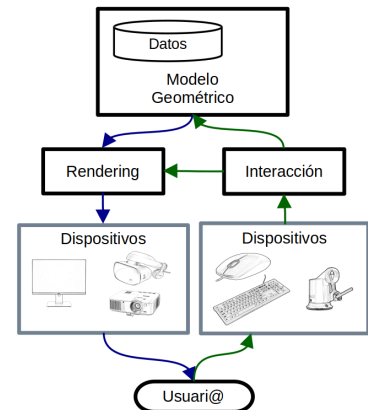 Datos
Modelo
Geométrico
Rendering
Interacción
Dispositivos
Dispositivos
Usuari@